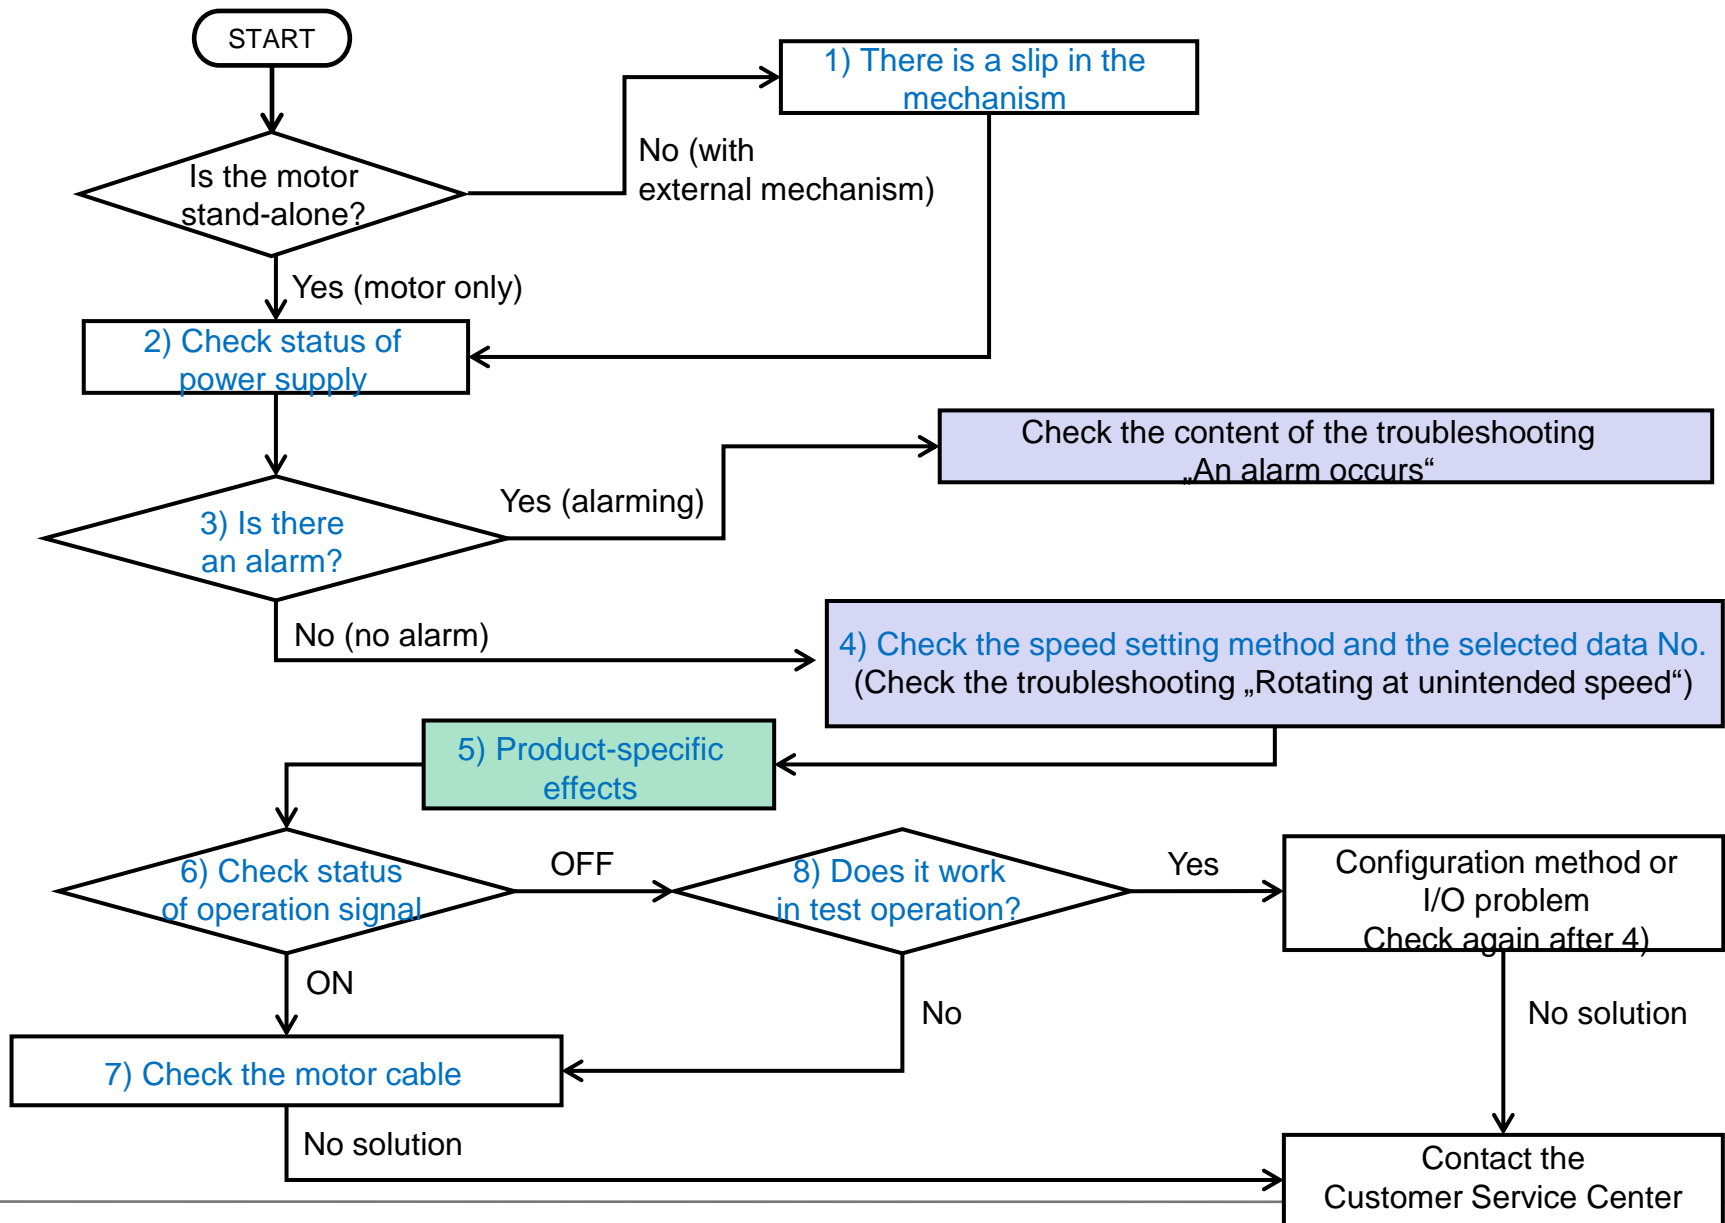 START
1) There is a slip in the
mechanism
No (with
external mechanism)
Is the motor
stand-alone?
Yes (motor only)
2) Check status of
power supply
Check the content of the troubleshooting
„An alarm occurs“
Yes (alarming)
3) Is there
an alarm?
No (no alarm)
4) Check the speed setting method and the selected data No.
(Check the troubleshooting „Rotating at unintended speed“)
5) Product-specific
effects
6) Check status
of operation signal
OFF
8) Does it work
in test operation?
Yes
Configuration method or
I/O problem
Check again after 4)
ON
No
No solution
7) Check the motor cable
No solution
Contact the
Customer Service Center